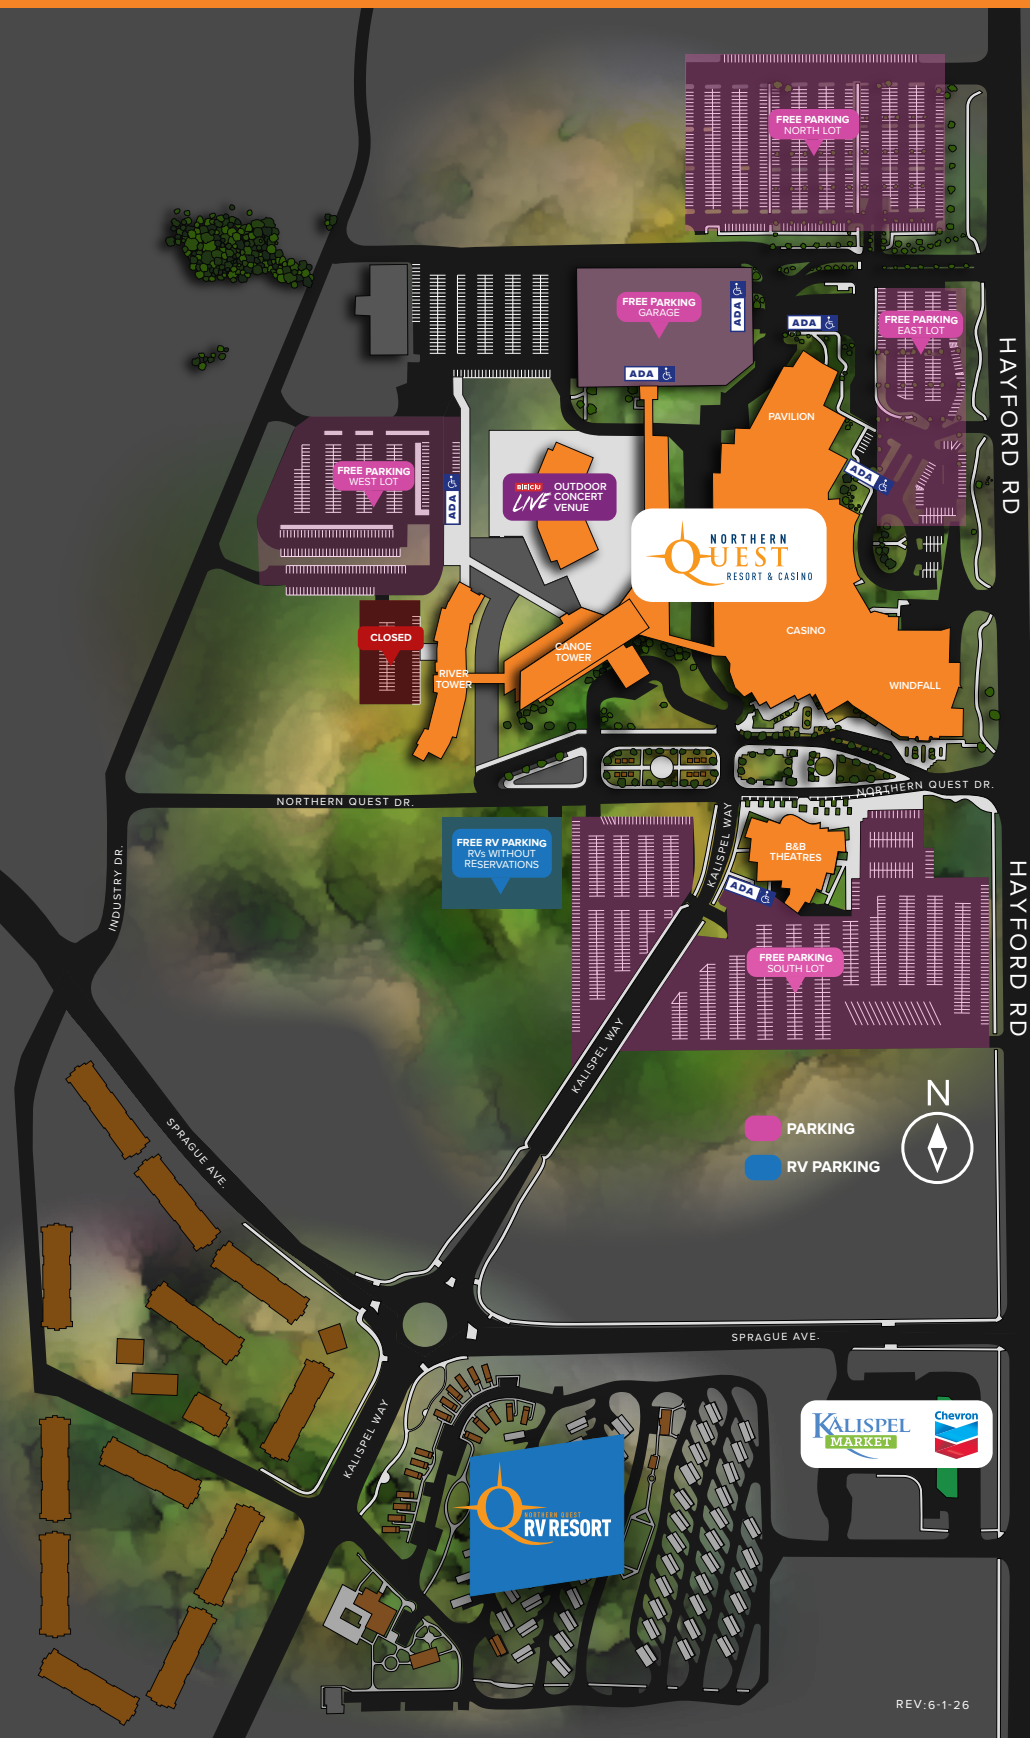 FREE PARKING
NORTH LOT
FREE PARKING
GARAGE
ADA
ADA
ADA
FREE PARKING
EAST LOT
HAYFORD RD
PAVILION
FREE PARKING
WEST LOT
ADA
ADA
BECU
LIVE
OUTDOOR
CONCERT
VENUE
NORTHERN
QUEST
RESORT & CASINO
CLOSED
CASINO
CANOE
TOWER
RIVER
TOWER
WINDFALL
NORTHERN QUEST DR.
NORTHERN QUEST DR.
KALISPEL WAY
INDUSTRY DR.
FREE RV PARKING
RVs WITHOUT
RESERVATIONS
B&B
THEATRES
ADA
HAYFORD RD
FREE PARKING
SOUTH LOT
KALISPEL WAY
N
PARKING
RV PARKING
SPRAGUE AVE.
SPRAGUE AVE.
KALISPEL WAY
KALISPEL
MARKET
Chevron
NORTHERN QUEST
RV RESORT
REV:6-1-26